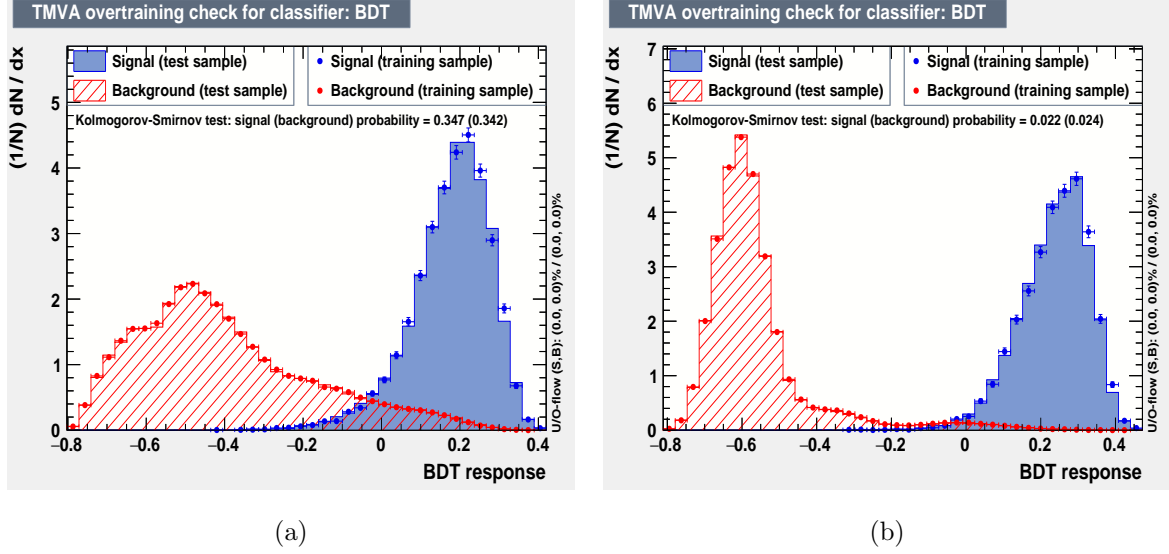 TMVA overtraining check for classifier: BDT
(1/N) dN / dx
Signal (test sample)
Signal (training sample)
Background (test sample)
Background (training sample)
Kolmogorov-Smirnov test: signal (background) probability = 0.347 (0.342)
5
4
3
2
1
0
−0.8 −0.6 −0.4 −0.2 0 0.2 0.4
BDT response
U/O-flow (S,B): (0.0, 0.0)% / (0.0, 0.0)%
(a)
TMVA overtraining check for classifier: BDT
(1/N) dN / dx
Signal (test sample)
Signal (training sample)
Background (test sample)
Background (training sample)
Kolmogorov-Smirnov test: signal (background) probability = 0.022 (0.024)
7
6
5
4
3
2
1
0
−0.8 −0.6 −0.4 −0.2 0 0.2 0.4
BDT response
U/O-flow (S,B): (0.0, 0.0)% / (0.0, 0.0)%
(b)